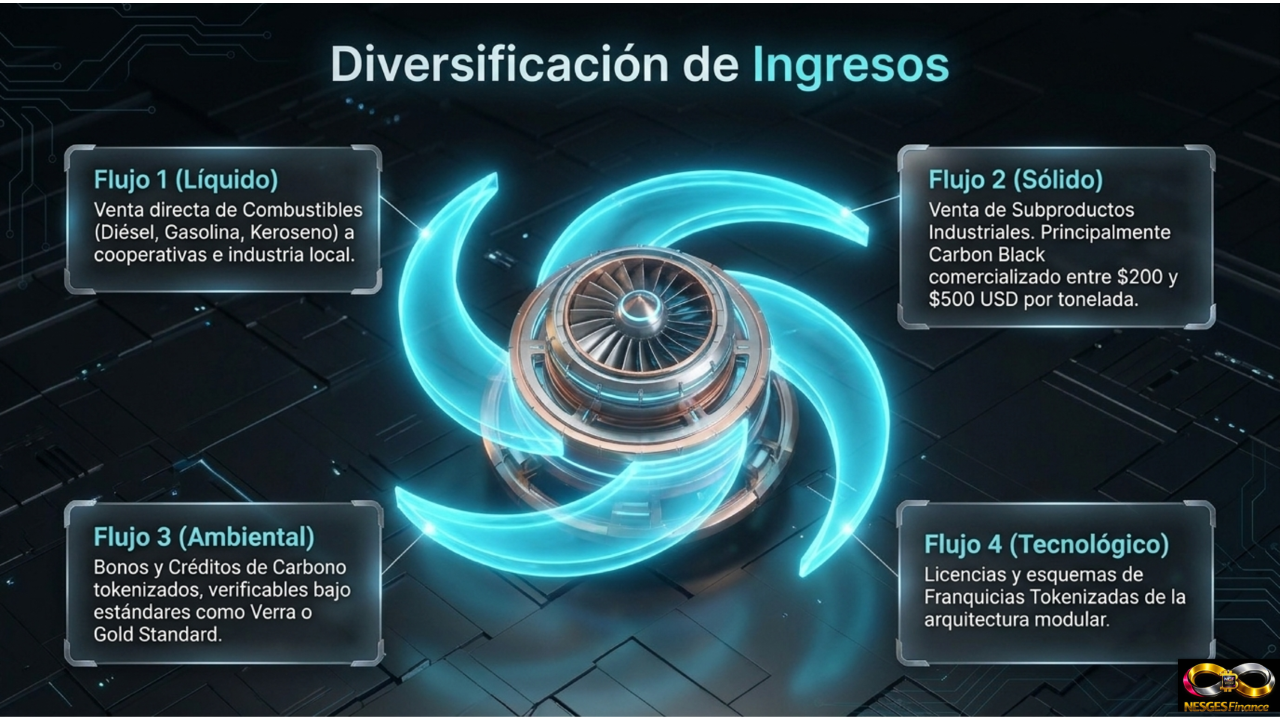 Diversificación de Ingresos
Flujo 1 (Líquido)
Venta directa de Combustibles
(Diésel, Gasolina, Keroseno) a
cooperativas e industria local.
Flujo 2 (Sólido)
Venta de Subproductos
Industriales. Principalmente
Carbon Black
comercializado entre $200 y
$500 USD por tonelada.
Flujo 3 (Ambiental)
Bonos y Créditos de Carbono
tokenizados, verificables bajo
estándares como Verra o
Gold Standard.
Flujo 4 (Tecnológico)
Licencias y esquemas de
Franquicias Tokenizadas de la
arquitectura modular.
NESGESFinance